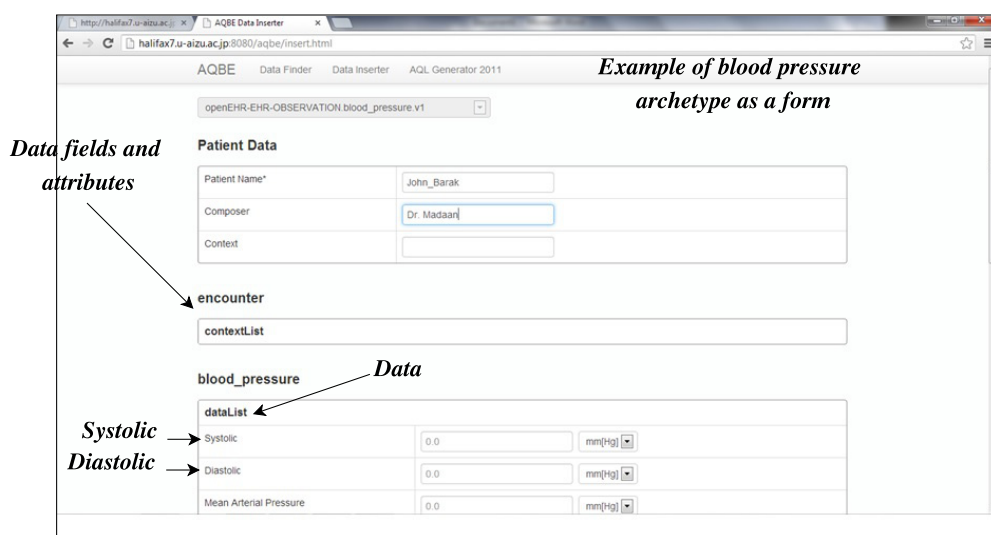 http://halifax7.u-aizu.ac.jp: × AQBE Data Inserter ×
halifax7.u-aizu.ac.jp:8080/aqbe/insert.html
AQBE Data Finder Data Inserter AQL Generator 2011
Example of blood pressure
archetype as a form
openEHR-EHR-OBSERVATION.blood_pressure.v1
Data fields and
attributes
Patient Data
Patient Name* John_Barak
Composer Dr. Madaan
Context
encounter
contextList
Data
blood_pressure
dataList
Systolic
Systolic 0.0 mm[Hg]
Diastolic
Diastolic 0.0 mm[Hg]
Mean Arterial Pressure 0.0 mm[Hg]